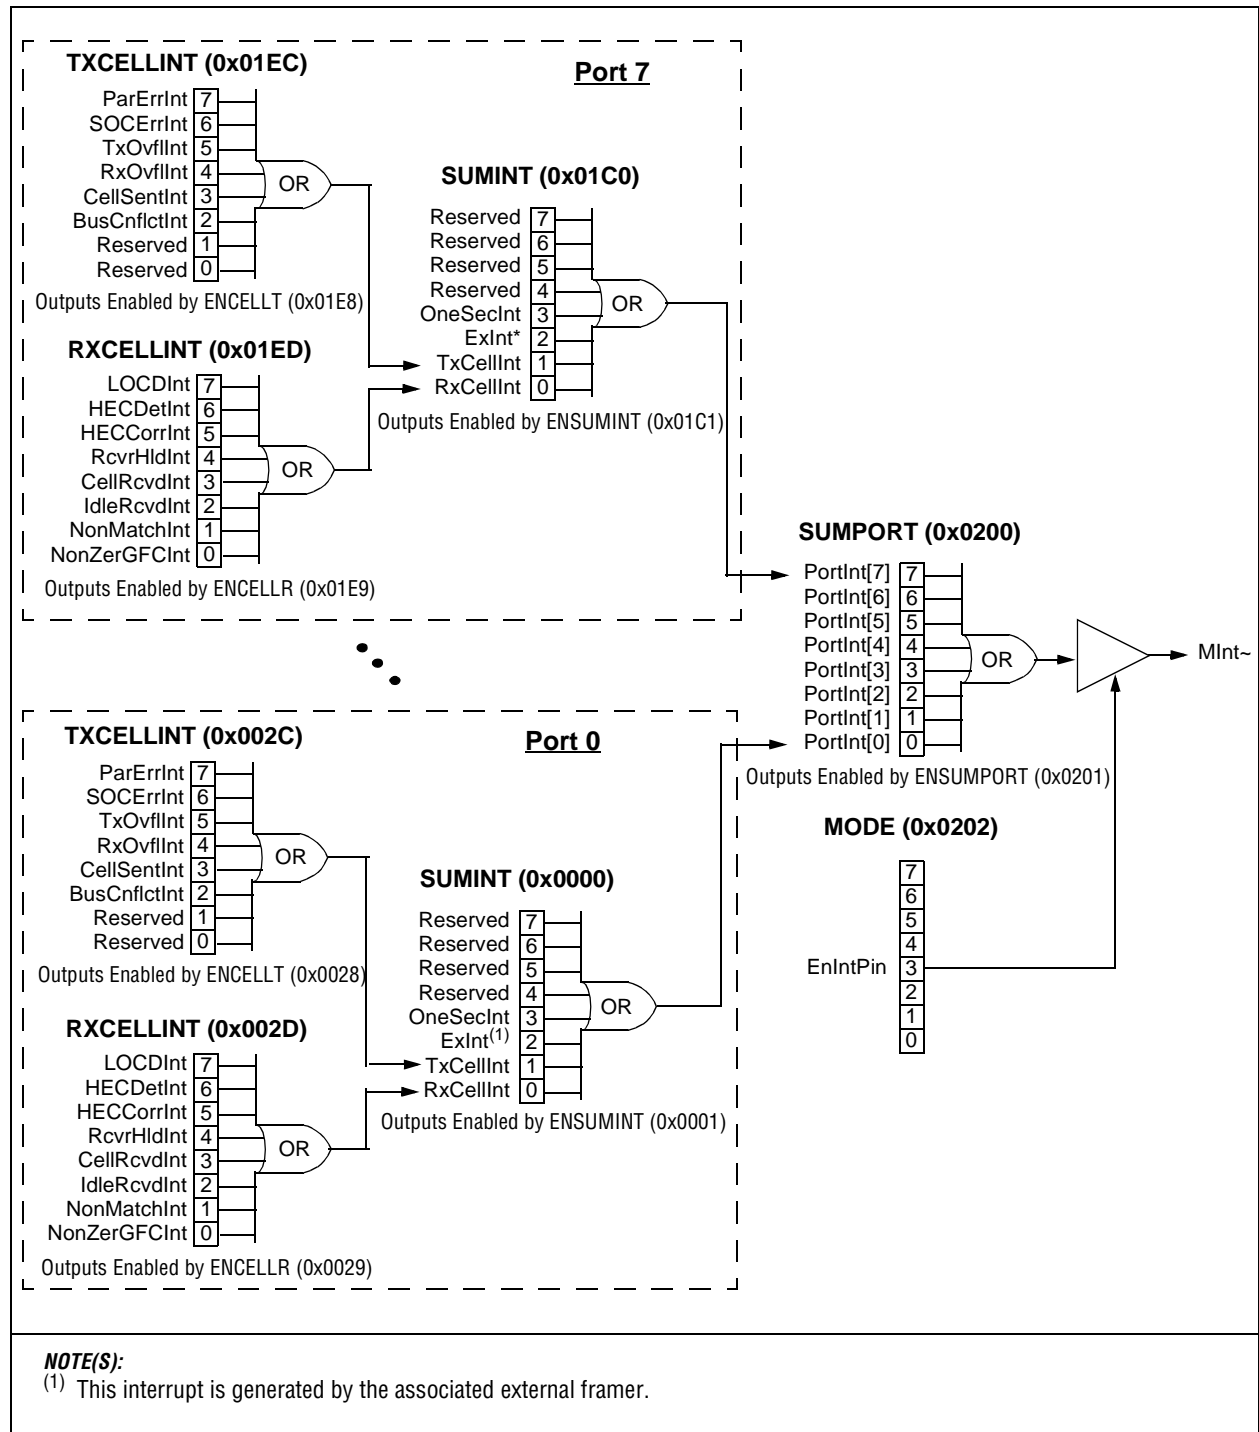 TXCELLINT (0x01EC)
Port 7
ParErrInt 7
SOCErrInt 6
TxOvflInt 5
RxOvflInt 4
CellSentInt 3
BusCnflctInt 2
Reserved 1
Reserved 0
OR
Outputs Enabled by ENCELLT (0x01E8)
SUMINT (0x01C0)
Reserved 7
Reserved 6
Reserved 5
Reserved 4
OneSecInt 3
ExInt* 2
TxCellInt 1
RxCellInt 0
OR
Outputs Enabled by ENSUMINT (0x01C1)
RXCELLINT (0x01ED)
LOCDInt 7
HECDetInt 6
HECCorrInt 5
RcvrHldInt 4
CellRcvdInt 3
IdleRcvdInt 2
NonMatchInt 1
NonZerGFCInt 0
OR
Outputs Enabled by ENCELLR (0x01E9)
SUMPORT (0x0200)
PortInt[7] 7
PortInt[6] 6
PortInt[5] 5
PortInt[4] 4
PortInt[3] 3
PortInt[2] 2
PortInt[1] 1
PortInt[0] 0
OR
MInt~
Outputs Enabled by ENSUMPORT (0x0201)
MODE (0x0202)
7
6
5
4
EnIntPin 3
2
1
0
TXCELLINT (0x002C)
Port 0
ParErrInt 7
SOCErrInt 6
TxOvflInt 5
RxOvflInt 4
CellSentInt 3
BusCnflctInt 2
Reserved 1
Reserved 0
OR
Outputs Enabled by ENCELLT (0x0028)
SUMINT (0x0000)
Reserved 7
Reserved 6
Reserved 5
Reserved 4
OneSecInt 3
ExInt(1) 2
TxCellInt 1
RxCellInt 0
OR
Outputs Enabled by ENSUMINT (0x0001)
RXCELLINT (0x002D)
LOCDInt 7
HECDetInt 6
HECCorrInt 5
RcvrHldInt 4
CellRcvdInt 3
IdleRcvdInt 2
NonMatchInt 1
NonZerGFCInt 0
OR
Outputs Enabled by ENCELLR (0x0029)
NOTE(S):
(1) This interrupt is generated by the associated external framer.